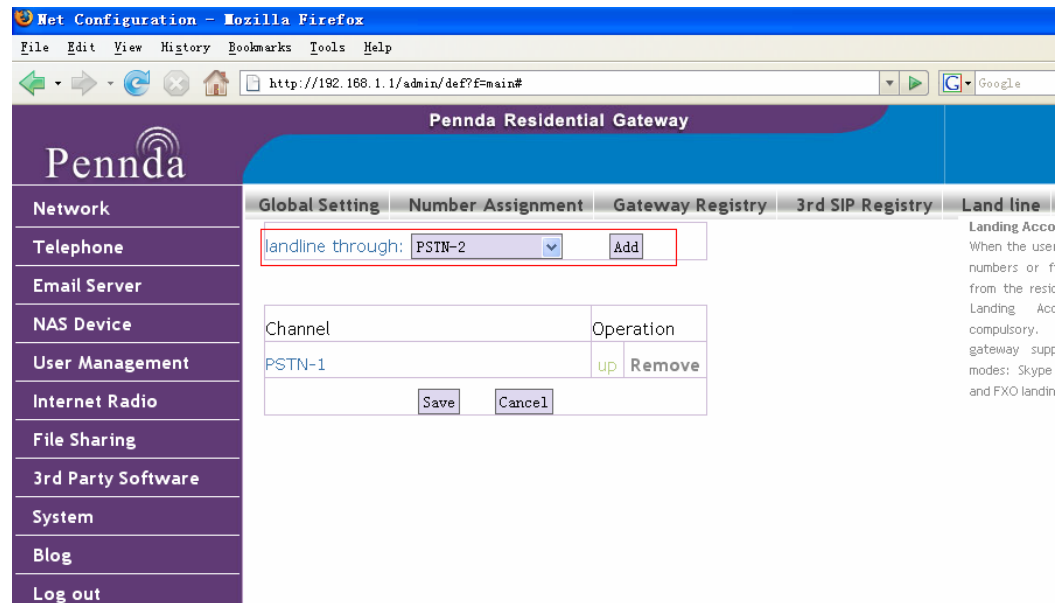 Net Configuration - Mozilla Firefox
File Edit View History Bookmarks Tools Help
http://192.168.1.1/admin/def?f=main#
G Google
Pennda Residential Gateway
Pennda
Network
Telephone
Email Server
NAS Device
User Management
Internet Radio
File Sharing
3rd Party Software
System
Blog
Log out
Global Setting Number Assignment Gateway Registry 3rd SIP Registry Land line
landline through: PSTN-2 Add
Channel Operation
PSTN-1 up Remove
Save Cancel
Landing Acco
When the user
numbers or f
from the resid
Landing Acc
compulsory.
gateway supp
modes: Skype
and FXO landin